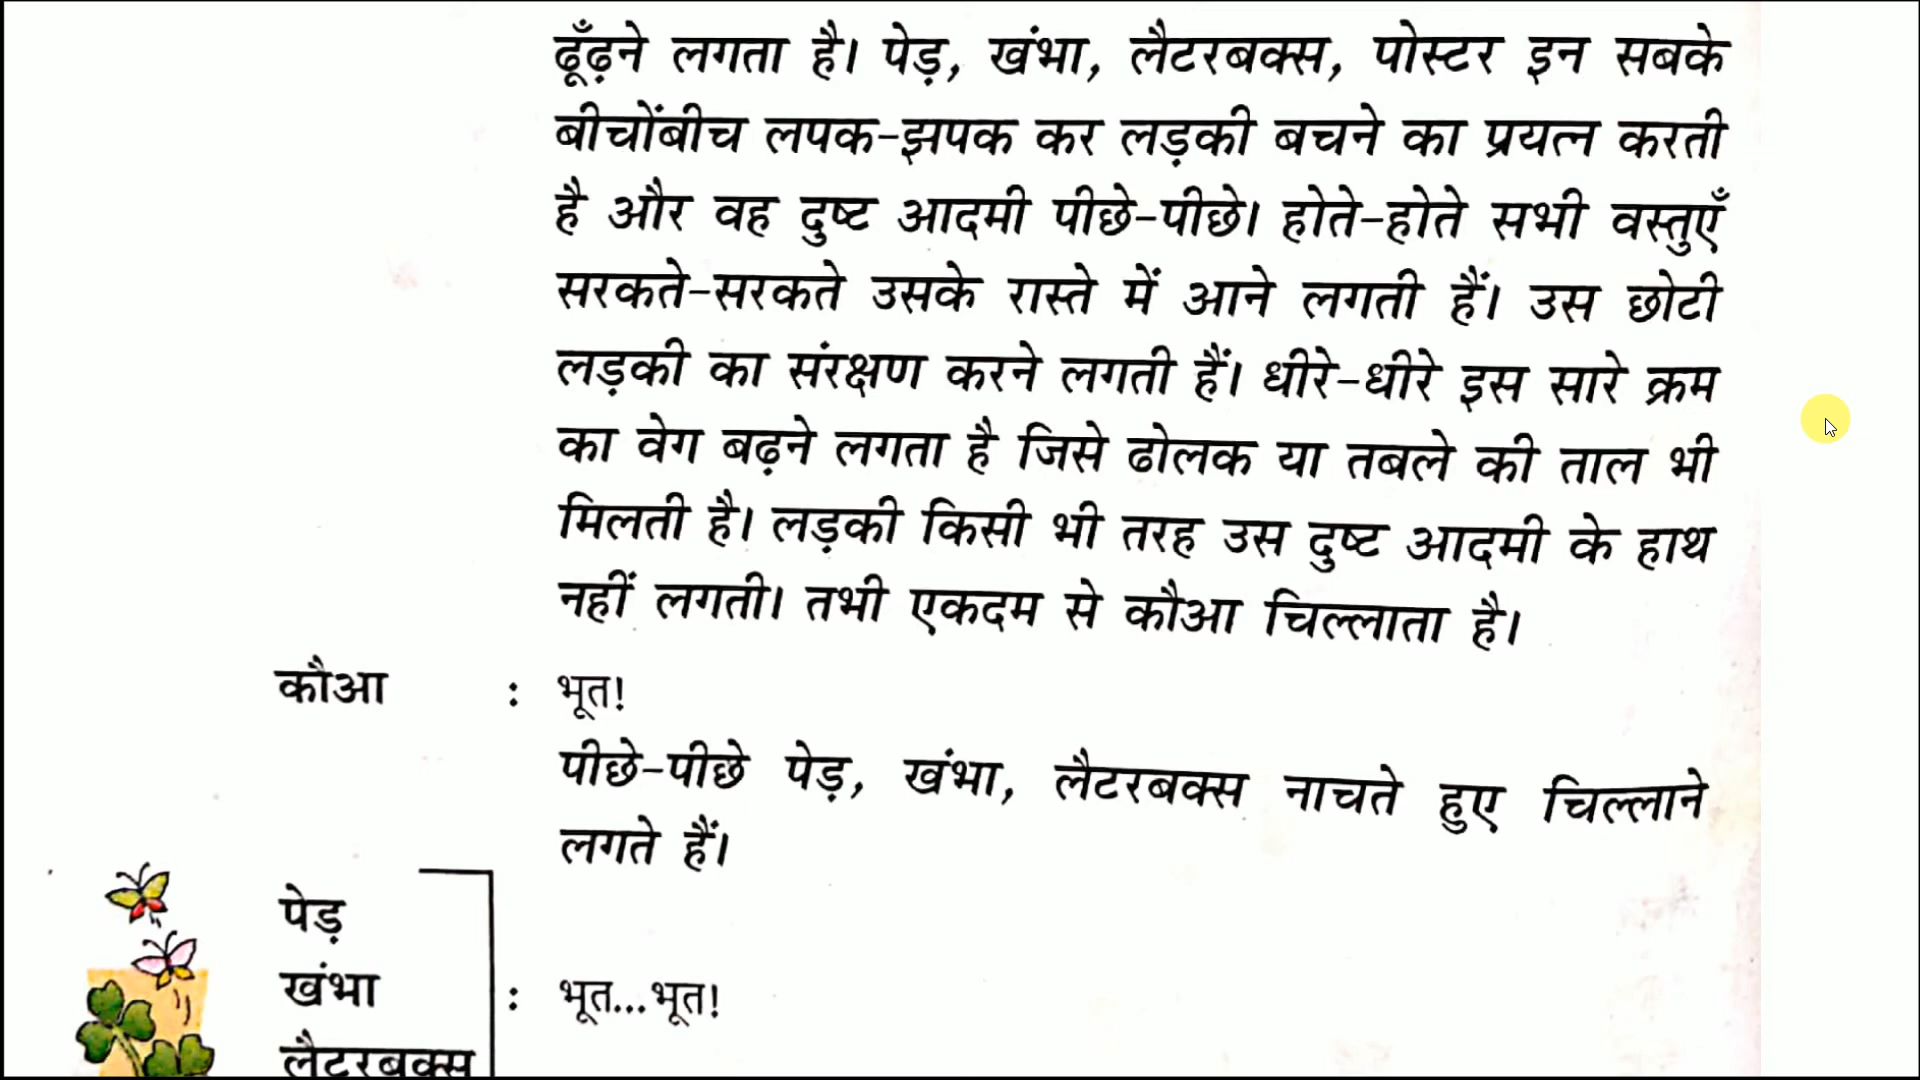 ढूँढ़ने लगता है। पेड़, खंभा, लैटरबक्स, पोस्टर इन सबके
बीचोंबीच लपक-झपक कर लड़की बचने का प्रयत्न करती
है और वह दुष्ट आदमी पीछे-पीछे। होते-होते सभी वस्तुएँ
सरकते-सरकते उसके रास्ते में आने लगती हैं। उस छोटी
लड़की का संरक्षण करने लगती हैं। धीरे-धीरे इस सारे क्रम
का वेग बढ़ने लगता है जिसे ढोलक या तबले की ताल भी
मिलती है। लड़की किसी भी तरह उस दुष्ट आदमी के हाथ
नहीं लगती। तभी एकदम से कौआ चिल्लाता है।
कौआ : भूत!
पीछे-पीछे पेड़, खंभा, लैटरबक्स नाचते हुए चिल्लाने
लगते हैं।
पेड़
खंभा : भूत...भूत!
लैटरबक्स